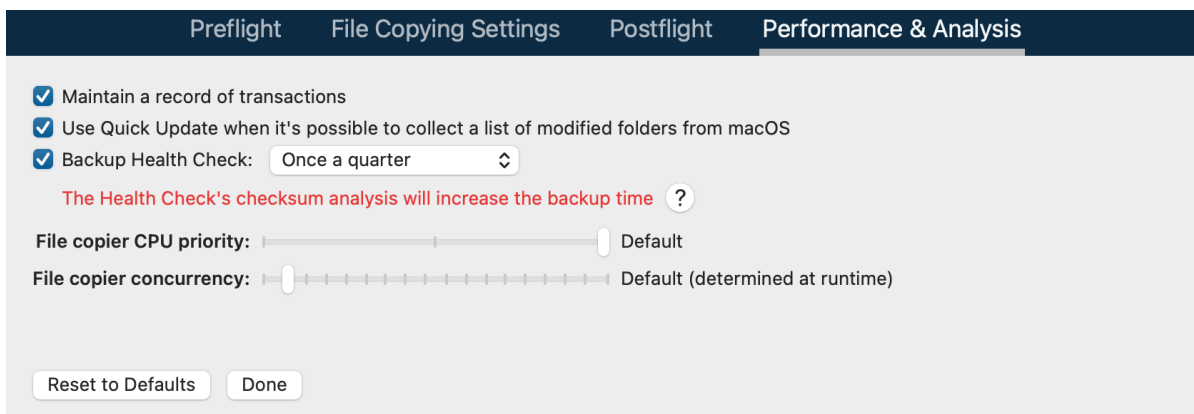 Preflight File Copying Settings Postflight Performance & Analysis
Maintain a record of transactions
Use Quick Update when it's possible to collect a list of modified folders from macOS
Backup Health Check: Once a quarter
The Health Check's checksum analysis will increase the backup time ?
File copier CPU priority: Default
File copier concurrency: Default (determined at runtime)
Reset to Defaults Done